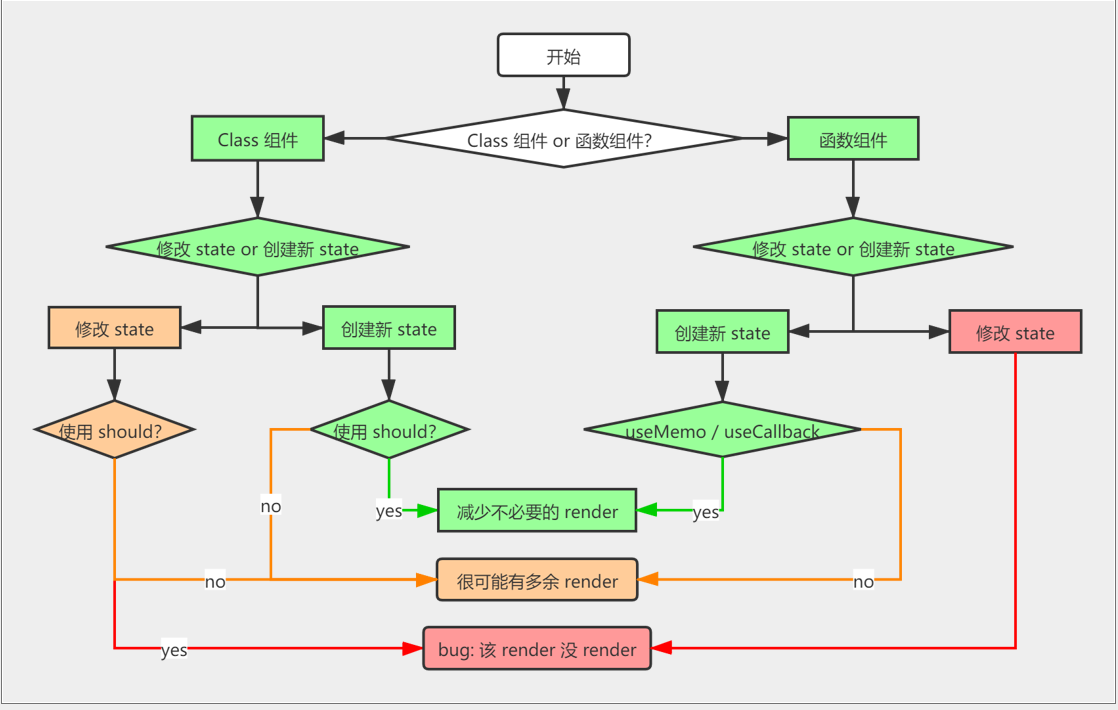 开始
Class 组件
Class 组件 or 函数组件?
函数组件
修改 state or 创建新 state
修改 state or 创建新 state
修改 state
创建新 state
创建新 state
修改 state
使用 should?
使用 should?
useMemo / useCallback
no
yes
减少不必要的 render
yes
no
很可能有多余 render
no
yes
bug: 该 render 没 render